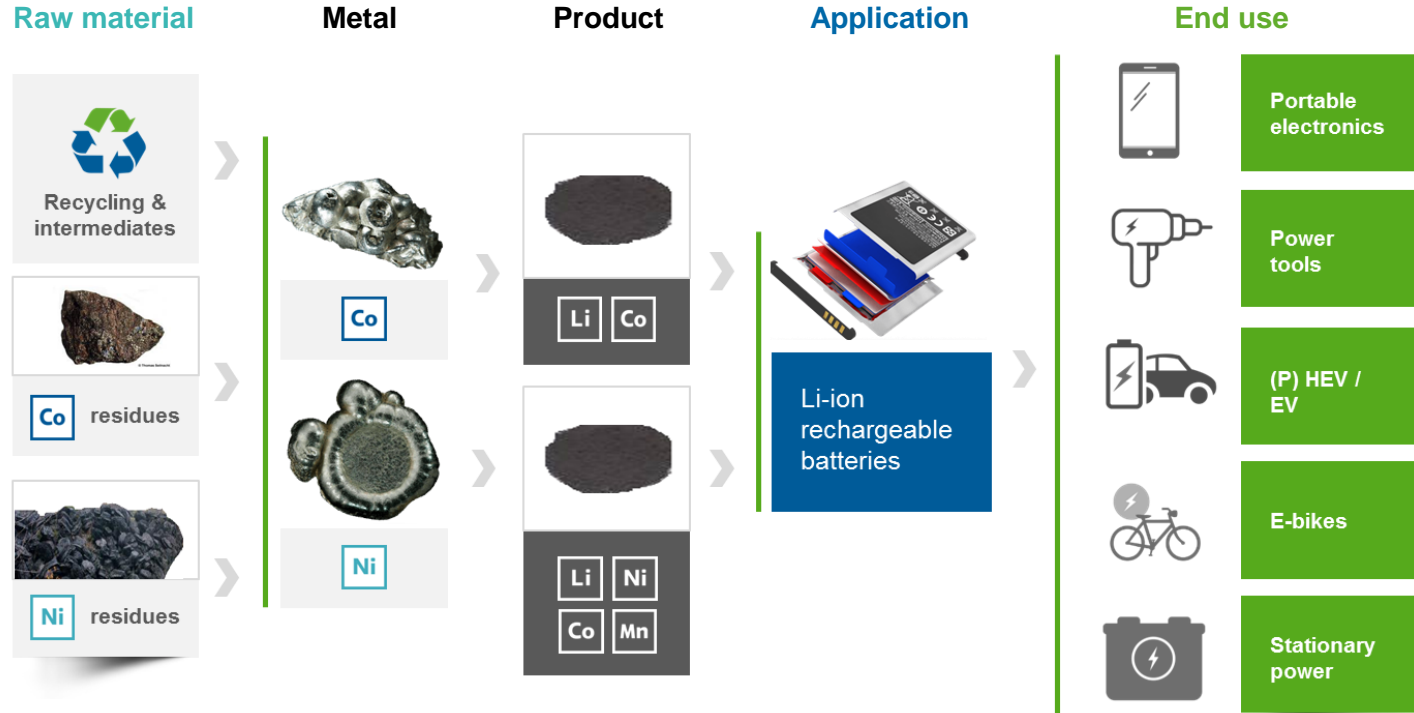 Raw material
Metal
Product
Application
End use
Recycling &
intermediates
Co residues
Ni residues
Co
Ni
Li Co
Li Ni
Co Mn
Li-ion
rechargeable
batteries
Portable
electronics
Power
tools
(P) HEV /
EV
E-bikes
Stationary
power